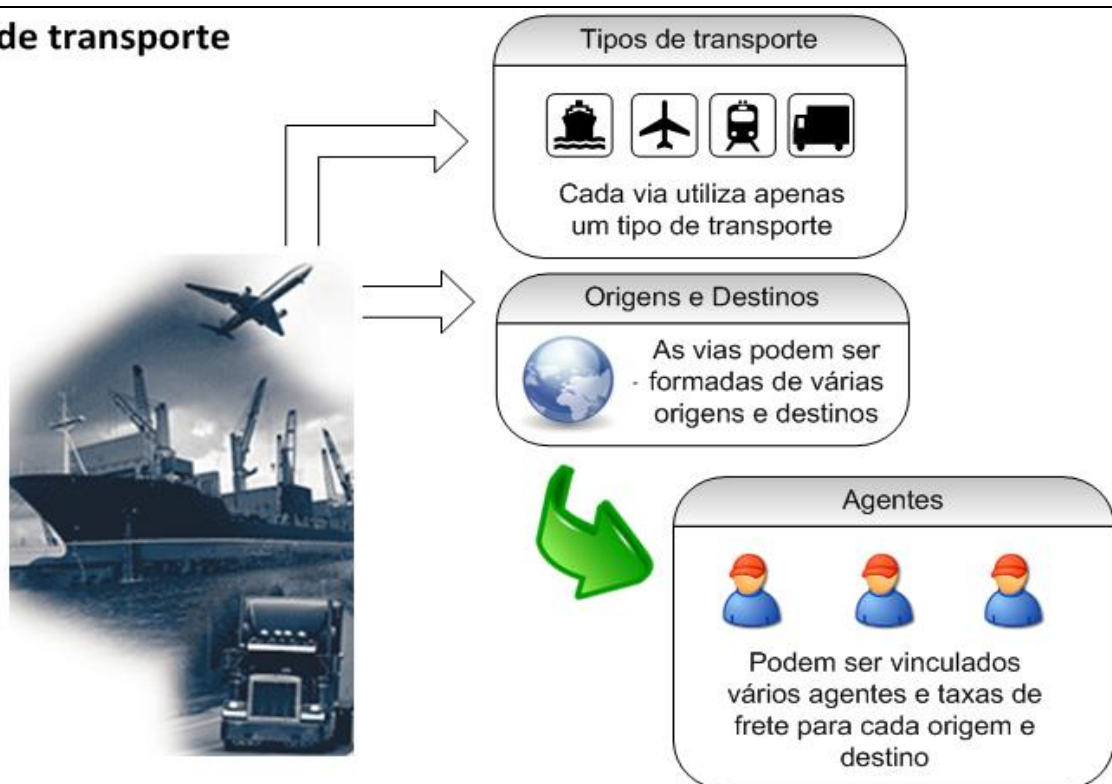 de transporte
Tipos de transporte
Cada via utiliza apenas
um tipo de transporte
Origens e Destinos
As vias podem ser
- formadas de várias
origens e destinos
Agentes
Podem ser vinculados
vários agentes e taxas de
frete para cada origem e
destino